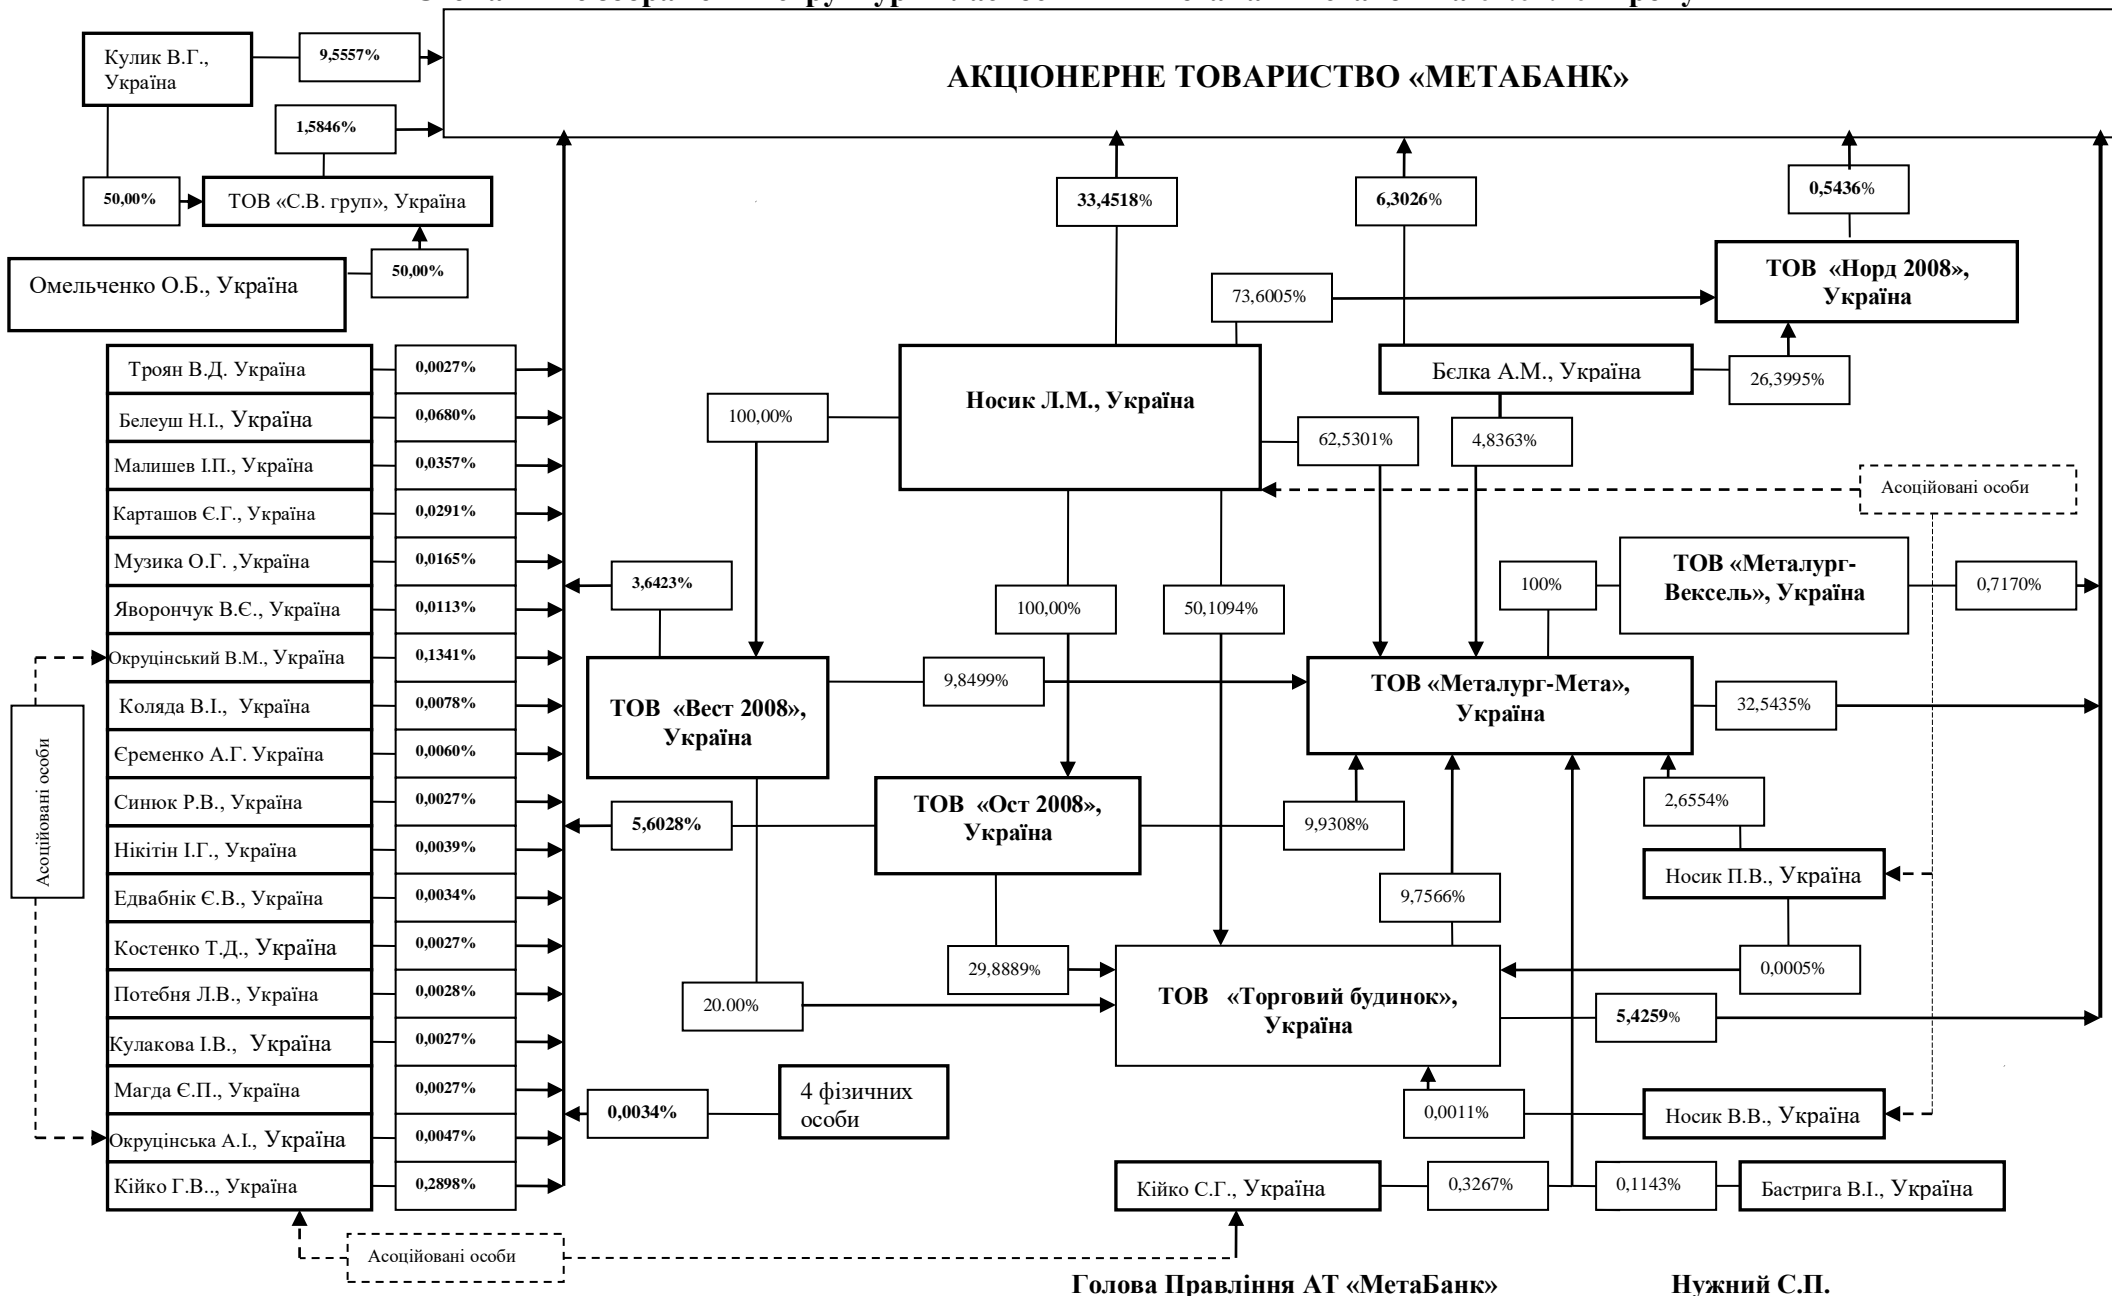 АКЦІОНЕРНЕ ТОВАРИСТВО «МЕТАБАНК»
Кулик В.Г.,
Україна
9,5557%
1,5846%
50,00%
ТОВ «С.В. груп», Україна
Омельченко О.Б., Україна
50,00%
33,4518%
6,3026%
0,5436%
ТОВ «Норд 2008»,
Україна
73,6005%
Носик Л.М., Україна
Бєлка А.М., Україна
26,3995%
100,00%
62,5301%
4,8363%
Асоційовані особи
Троян В.Д. Україна
0,0027%
Белеуш Н.І., Україна
0,0680%
Малишев І.П., Україна
0,0357%
Карташов Є.Г., Україна
0,0291%
Музика О.Г. ,Україна
0,0165%
Яворончук В.Є., Україна
0,0113%
Окруцінський В.М., Україна
0,1341%
Коляда В.І., Україна
0,0078%
Єременко А.Г. Україна
0,0060%
Синюк Р.В., Україна
0,0027%
Нікітін І.Г., Україна
0,0039%
Едвабнік Є.В., Україна
0,0034%
Костенко Т.Д., Україна
0,0027%
Потебня Л.В., Україна
0,0028%
Кулакова І.В., Україна
0,0027%
Магда Є.П., Україна
0,0027%
Окруцінська А.І., Україна
0,0047%
Кійко Г.В.., Україна
0,2898%
Асоційовані особи
3,6423%
100,00%
50,1094%
100%
ТОВ «Металург-
Вексель», Україна
0,7170%
ТОВ «Вест 2008»,
Україна
9,8499%
ТОВ «Металург-Мета»,
Україна
32,5435%
5,6028%
ТОВ «Ост 2008»,
Україна
9,9308%
2,6554%
Носик П.В., Україна
9,7566%
29,8889%
0,0005%
20.00%
ТОВ «Торговий будинок»,
Україна
5,4259%
0,0034%
4 фізичних
особи
0,0011%
Носик В.В., Україна
Кійко С.Г., Україна
0,3267%
0,1143%
Бастрига В.І., Україна
Асоційовані особи
Голова Правління АТ «МетаБанк»
Нужний С.П.